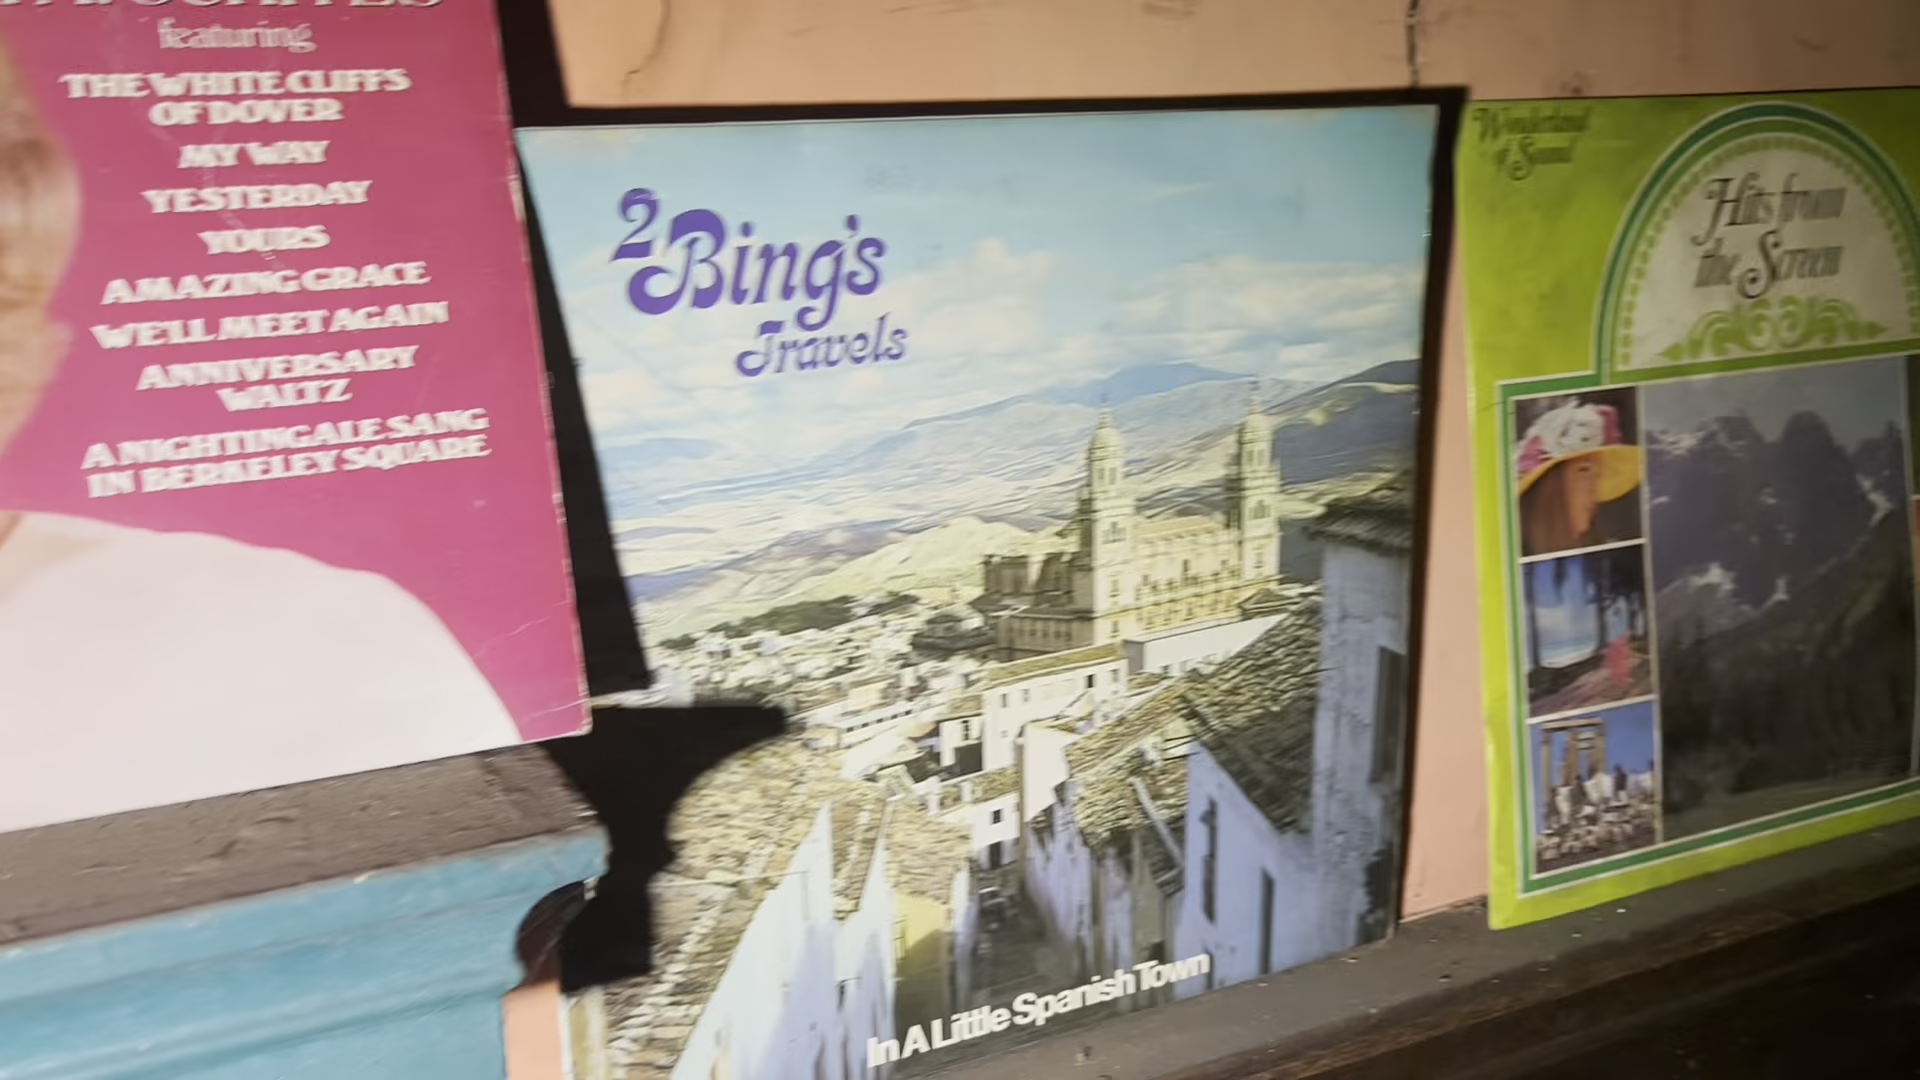 featuring
THE WHITE CLIFFS
OF DOVER
MY WAY
YESTERDAY
YOURS
AMAZING GRACE
WE'LL MEET AGAIN
ANNIVERSARY
WALTZ
A NIGHTINGALE SANG
IN BERKELEY SQUARE
2
Bing's
Travels
In A Little Spanish Town
Wonderland
of Sound
Hits from
the Screen